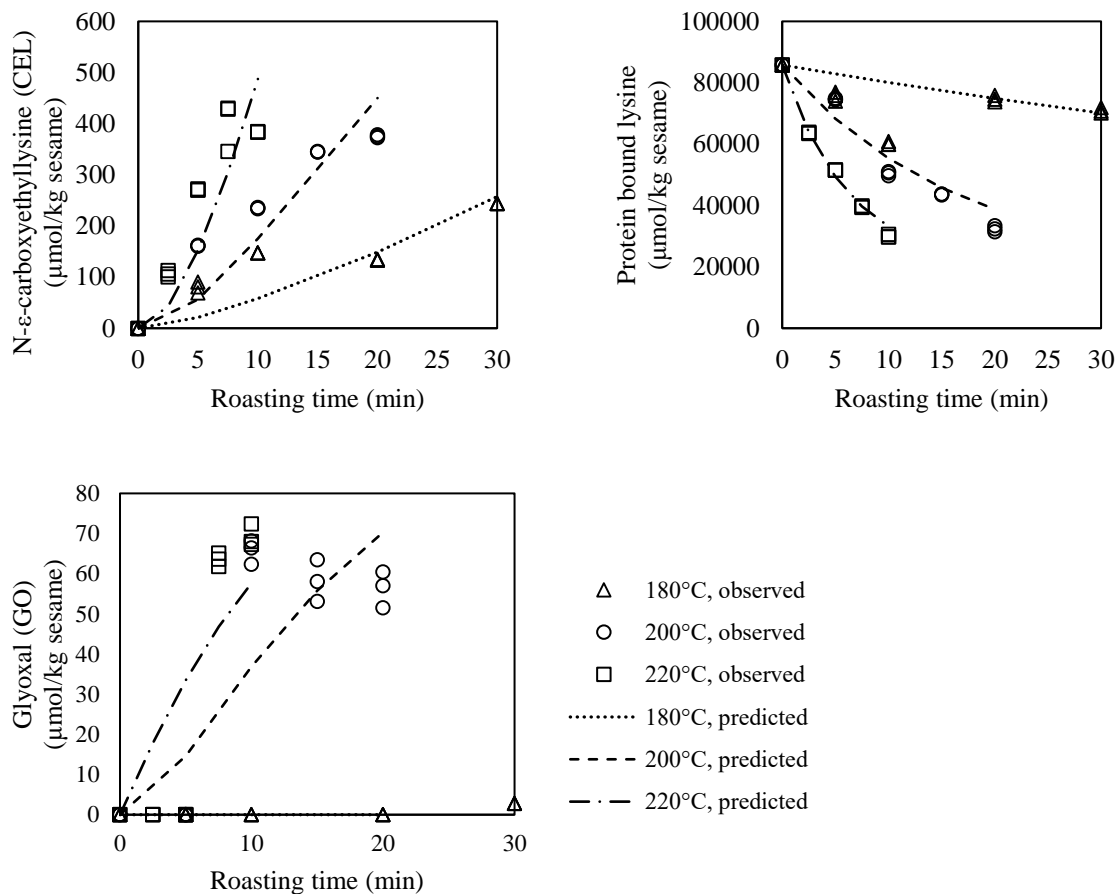 N-ε-carboxyethyllysine (CEL)
(μmol/kg sesame)
600
500
400
300
200
100
0
0 5 10 15 20 25 30
Roasting time (min)
Protein bound lysine
(μmol/kg sesame)
100000
80000
60000
40000
20000
0
0 5 10 15 20 25 30
Roasting time (min)
Glyoxal (GO)
(μmol/kg sesame)
80
70
60
50
40
30
20
10
0
0 10 20 30
Roasting time (min)
180°C, observed
200°C, observed
220°C, observed
180°C, predicted
200°C, predicted
220°C, predicted